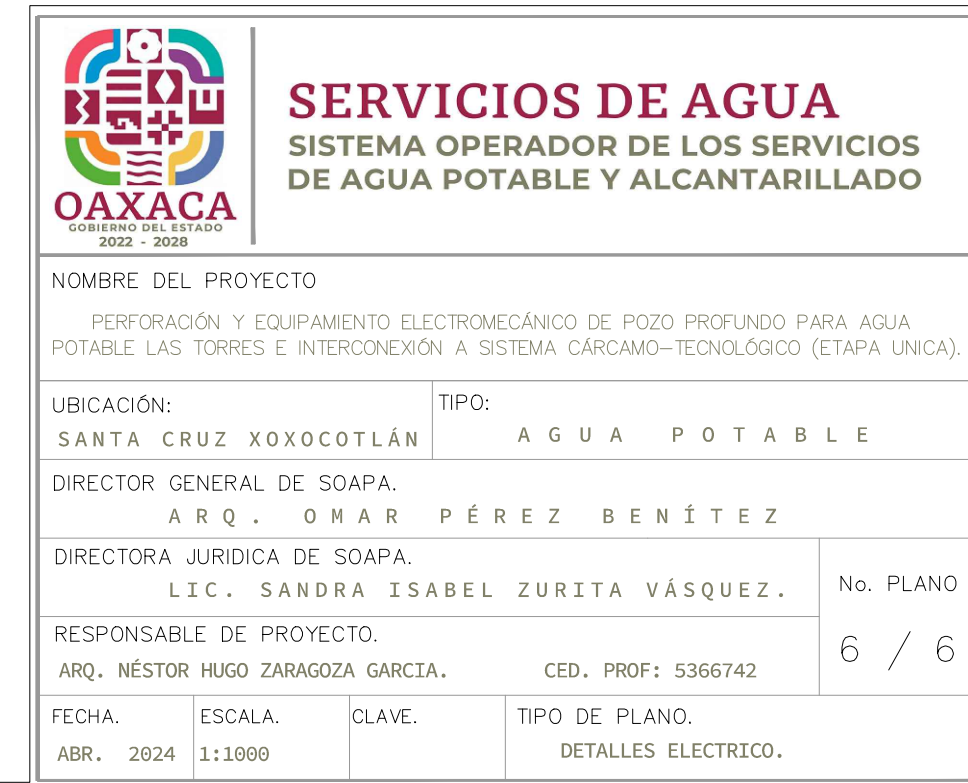 OAXACA
GOBIERNO DEL ESTADO
2022 - 2028
SERVICIOS DE AGUA
SISTEMA OPERADOR DE LOS SERVICIOS
DE AGUA POTABLE Y ALCANTARILLADO
NOMBRE DEL PROYECTO
PERFORACIÓN Y EQUIPAMIENTO ELECTROMECÁNICO DE POZO PROFUNDO PARA AGUA
POTABLE LAS TORRES E INTERCONEXIÓN A SISTEMA CÁRCAMO-TECNOLÓGICO (ETAPA UNICA).
UBICACIÓN:
SANTA CRUZ XOXOCOTLÁN
TIPO:
AGUA POTABLE
DIRECTOR GENERAL DE SOAPA.
ARQ. OMAR PÉREZ BENÍTEZ
DIRECTORA JURIDICA DE SOAPA.
LIC. SANDRA ISABEL ZURITA VÁSQUEZ.
No. PLANO
6 / 6
RESPONSABLE DE PROYECTO.
ARQ. NÉSTOR HUGO ZARAGOZA GARCIA. CED. PROF: 5366742
FECHA.
ABR. 2024
ESCALA.
1:1000
CLAVE.
TIPO DE PLANO.
DETALLES ELECTRICO.